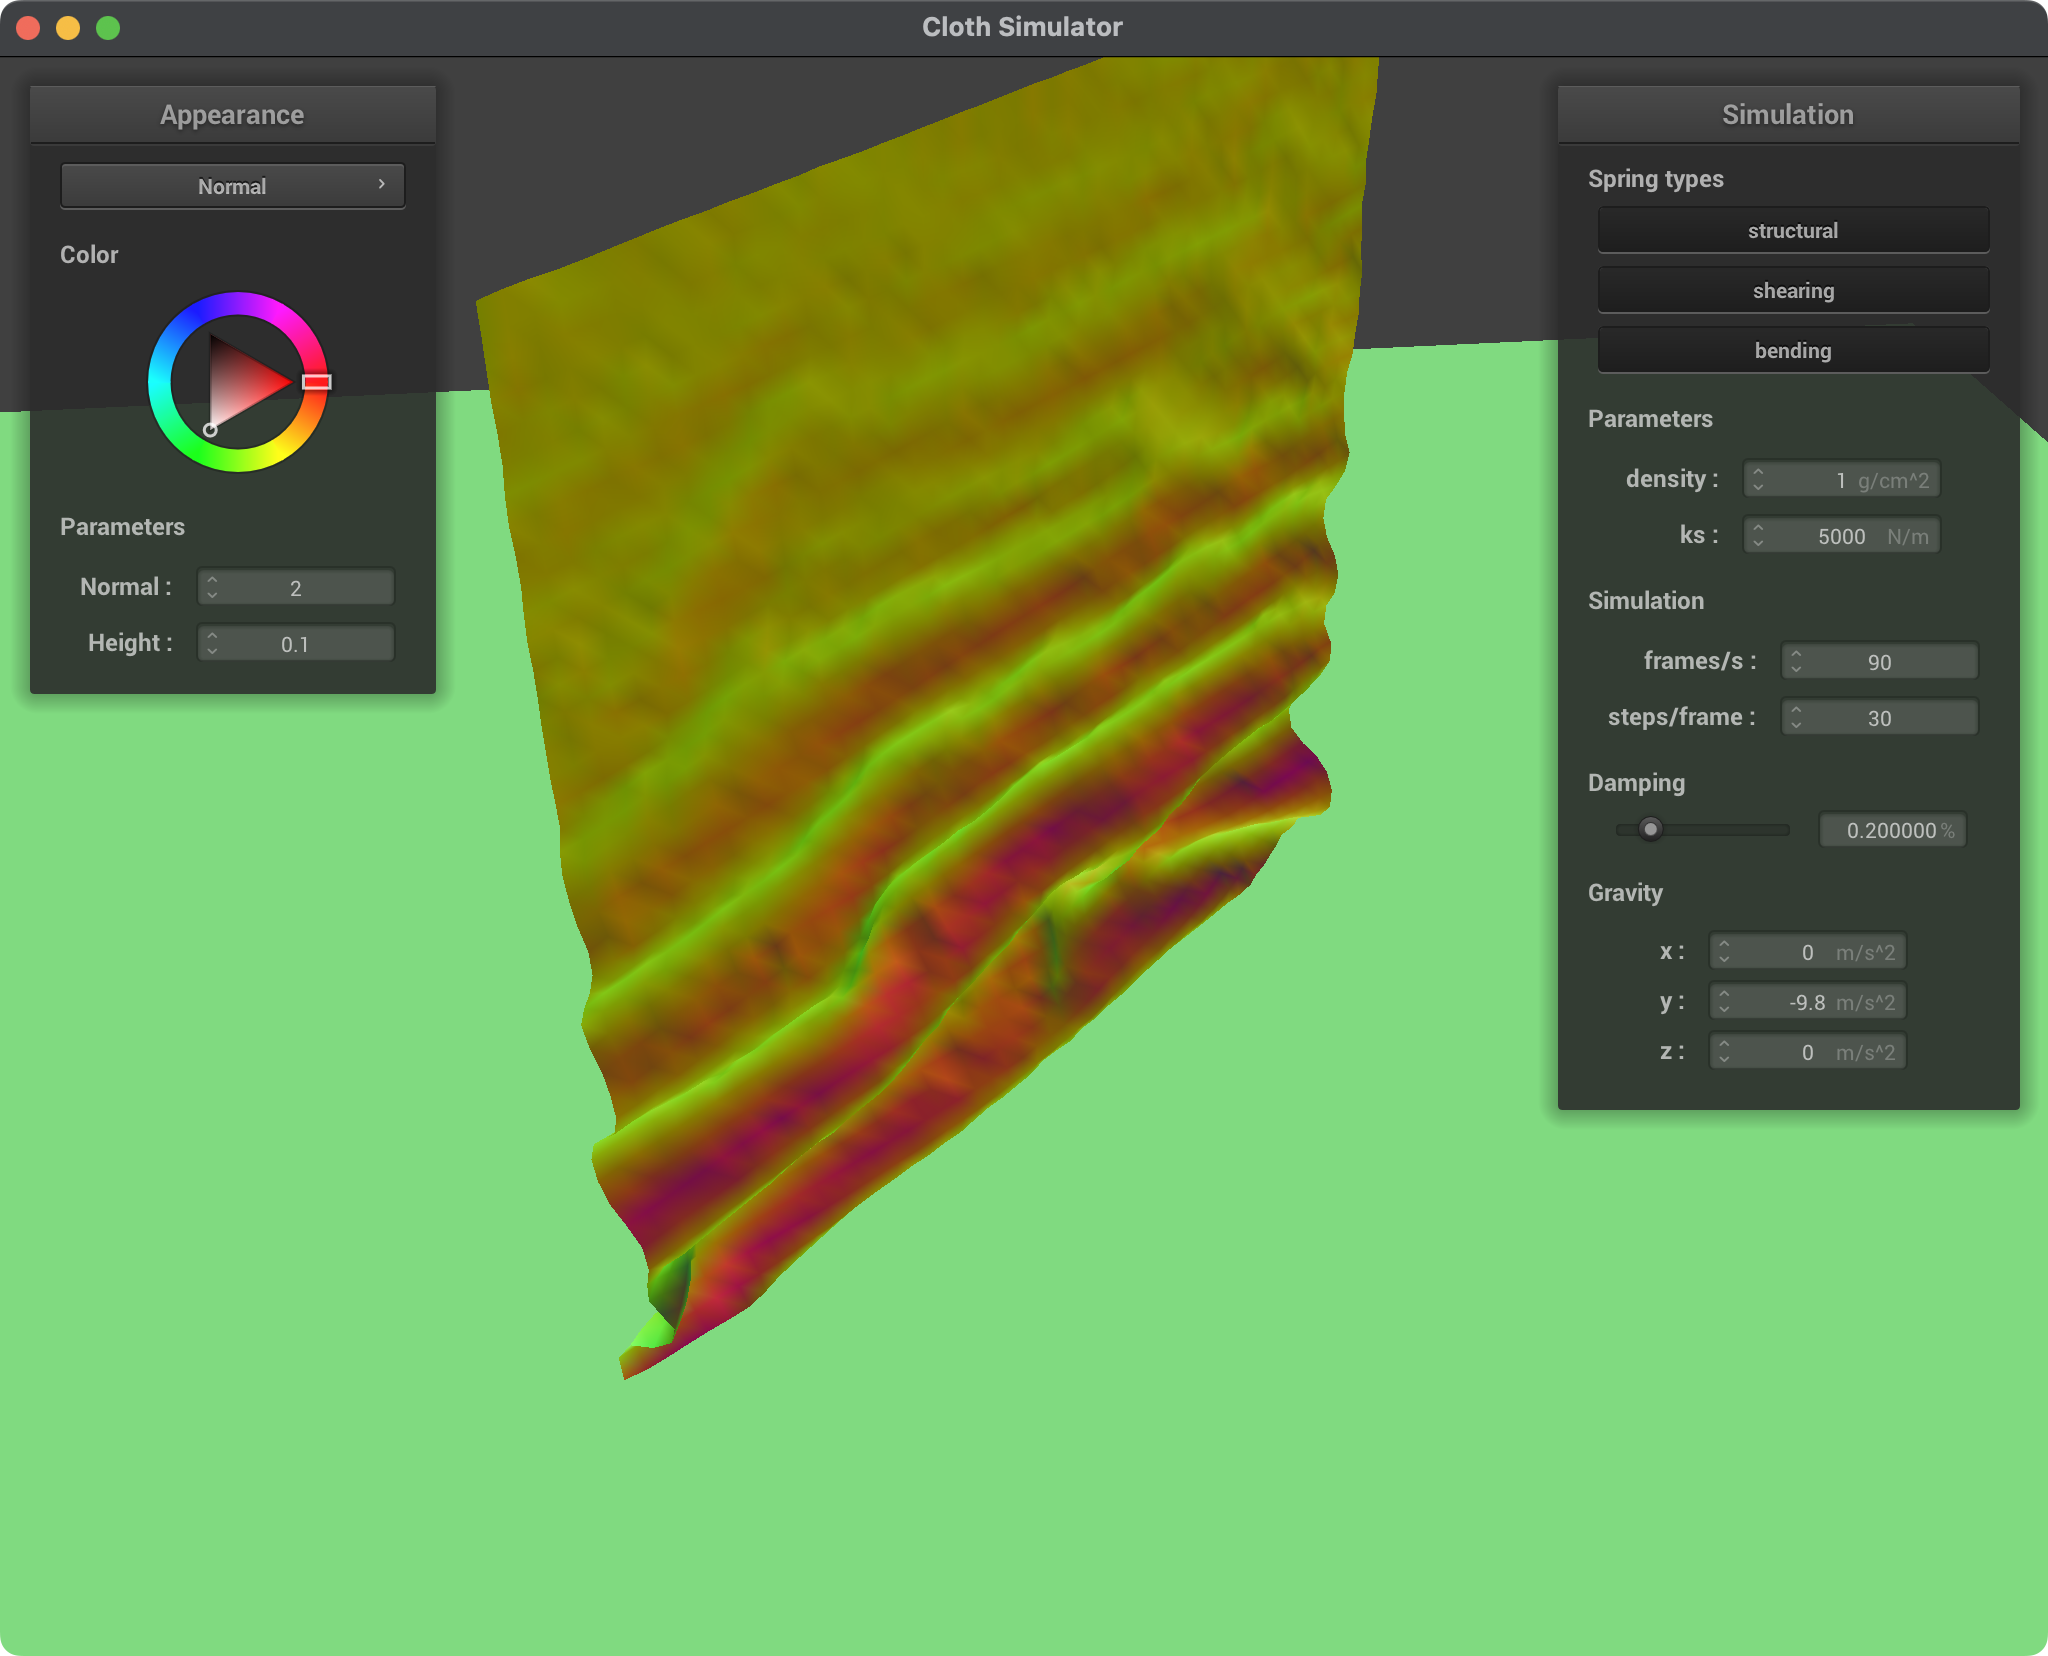 Cloth Simulator
Appearance
Normal
Color
Parameters
Normal : 2
Height : 0.1
Simulation
Spring types
structural
shearing
bending
Parameters
density : 1 g/cm^2
ks : 5000 N/m
Simulation
frames/s : 90
steps/frame : 30
Damping
0.200000 %
Gravity
x : 0 m/s^2
y : -9.8 m/s^2
z : 0 m/s^2